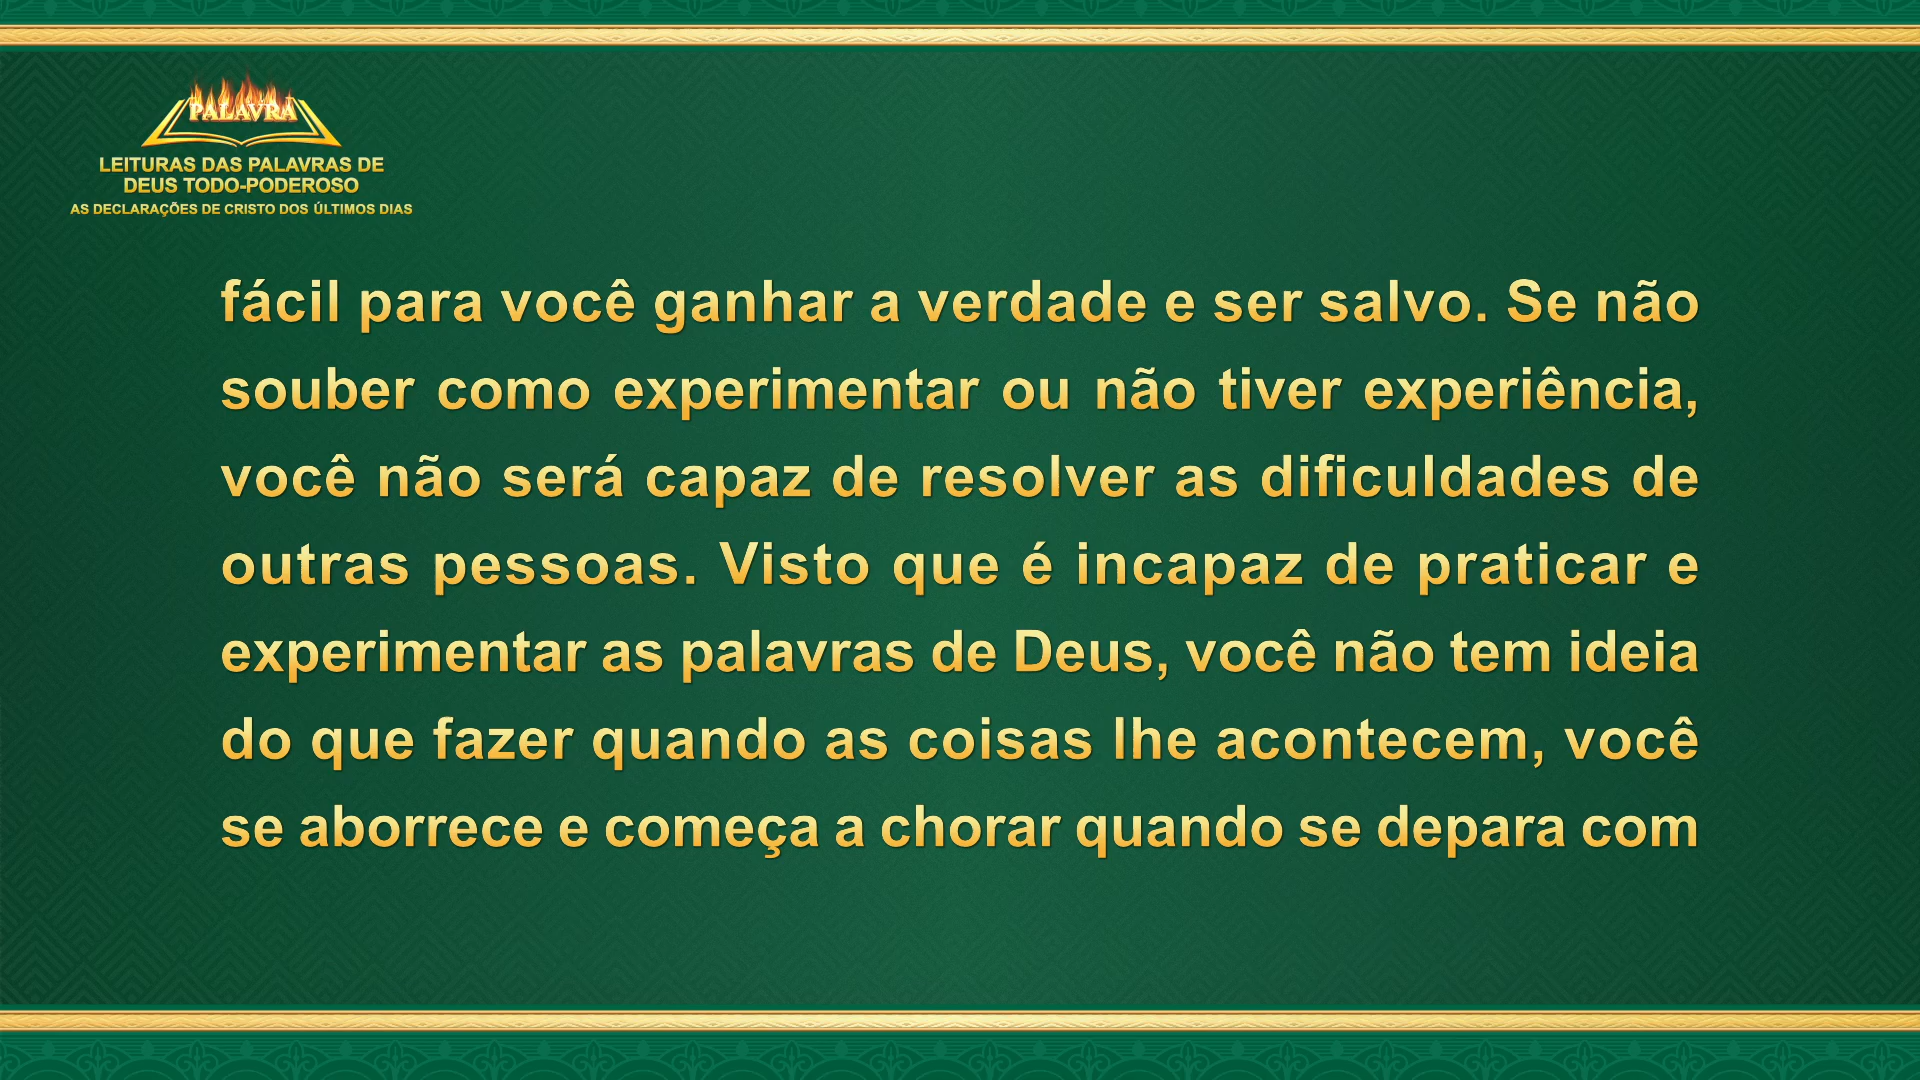 PALAVRA
LEITURAS DAS PALAVRAS DE
DEUS TODO-PODEROSO
AS DECLARAÇÕES DE CRISTO DOS ÚLTIMOS DIAS
fácil para você ganhar a verdade e ser salvo. Se não
souber como experimentar ou não tiver experiência,
você não será capaz de resolver as dificuldades de
outras pessoas. Visto que é incapaz de praticar e
experimentar as palavras de Deus, você não tem ideia
do que fazer quando as coisas lhe acontecem, você
se aborrece e começa a chorar quando se depara com